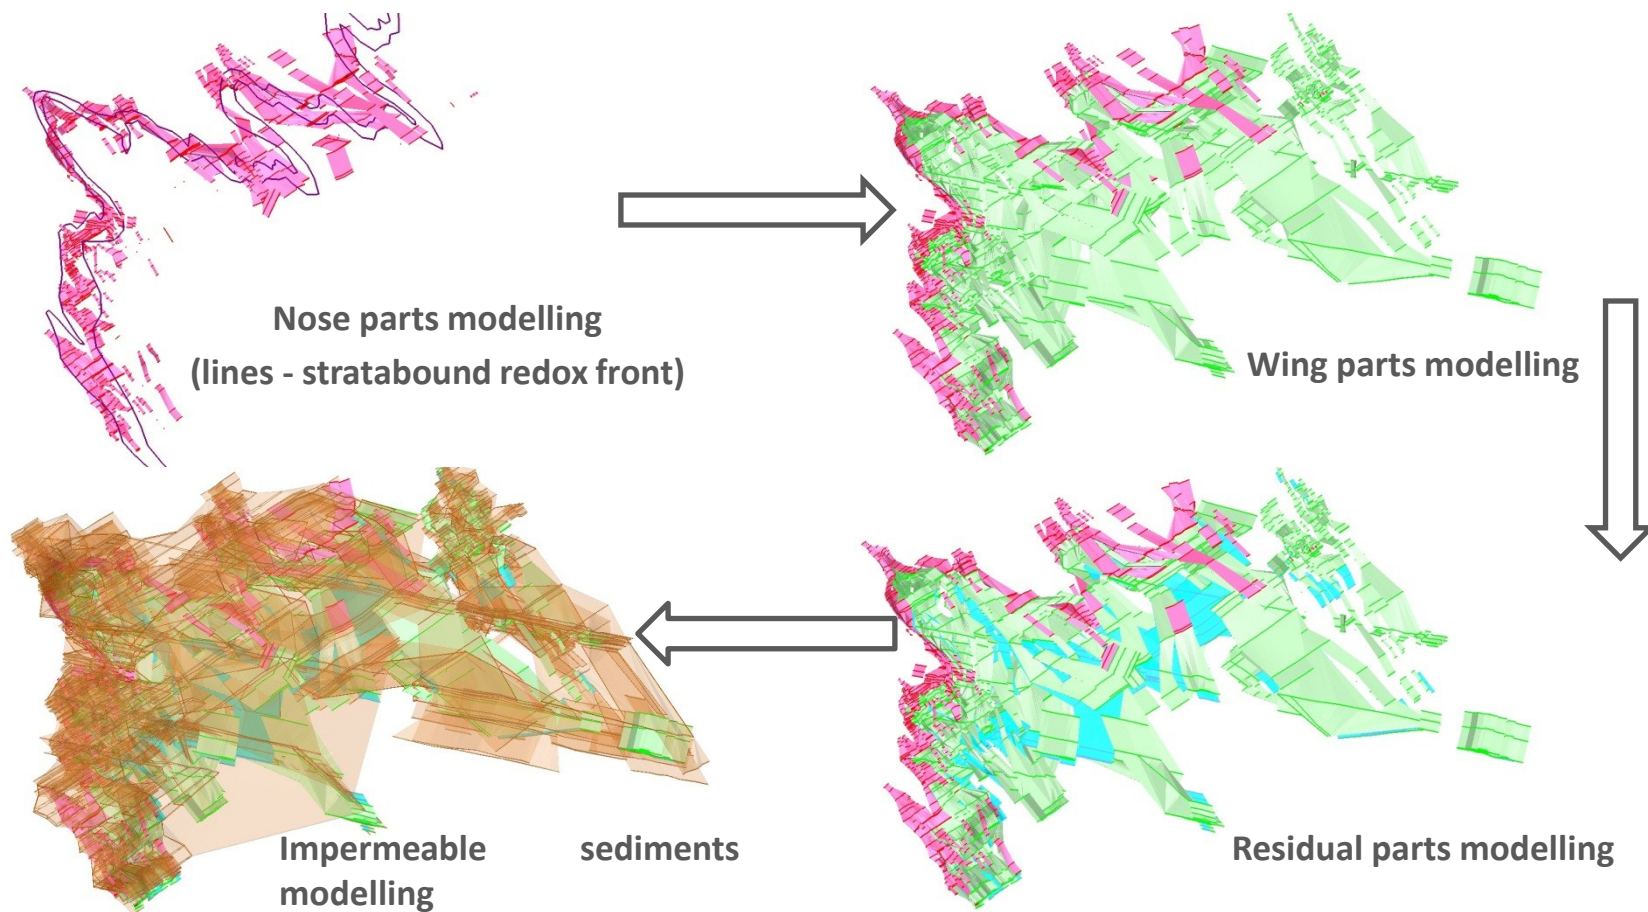 Nose parts modelling
(lines - stratabound redox front)
Wing parts modelling
Impermeable sediments
modelling
Residual parts modelling